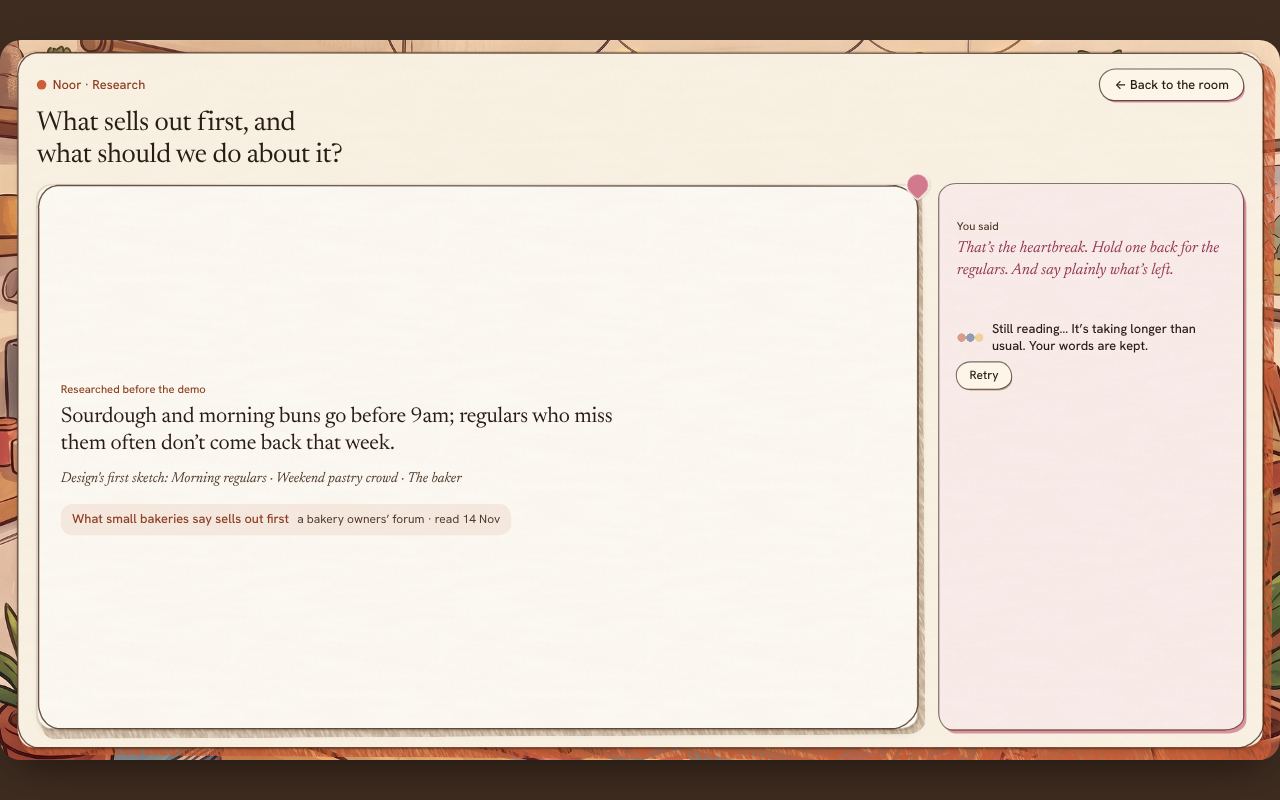 Noor · Research
← Back to the room
What sells out first, and
what should we do about it?
Researched before the demo
Sourdough and morning buns go before 9am; regulars who miss
them often don’t come back that week.
Design’s first sketch: Morning regulars · Weekend pastry crowd · The baker
What small bakeries say sells out first a bakery owners’ forum · read 14 Nov
You said
That’s the heartbreak. Hold one back for the
regulars. And say plainly what’s left.
Still reading… It’s taking longer than
usual. Your words are kept.
Retry